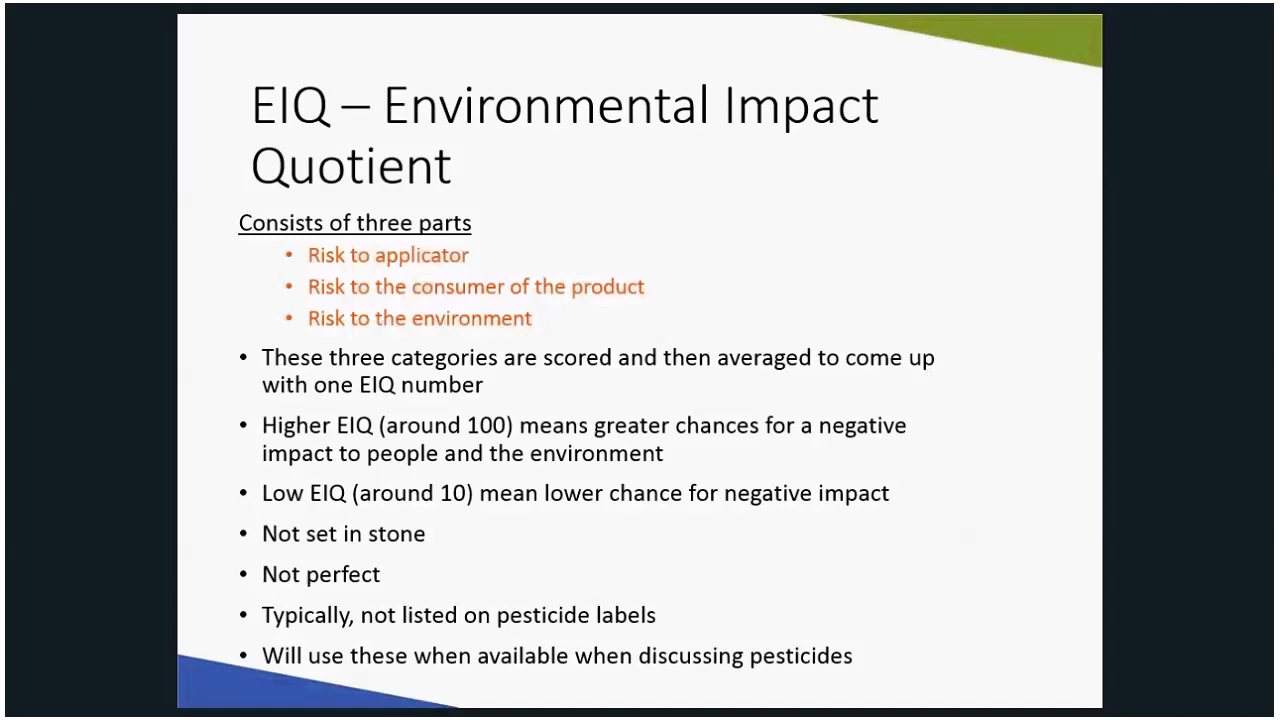 EIQ – Environmental Impact
Quotient
Consists of three parts
• Risk to applicator
• Risk to the consumer of the product
• Risk to the environment
• These three categories are scored and then averaged to come up
with one EIQ number
• Higher EIQ (around 100) means greater chances for a negative
impact to people and the environment
• Low EIQ (around 10) mean lower chance for negative impact
• Not set in stone
• Not perfect
• Typically, not listed on pesticide labels
• Will use these when available when discussing pesticides